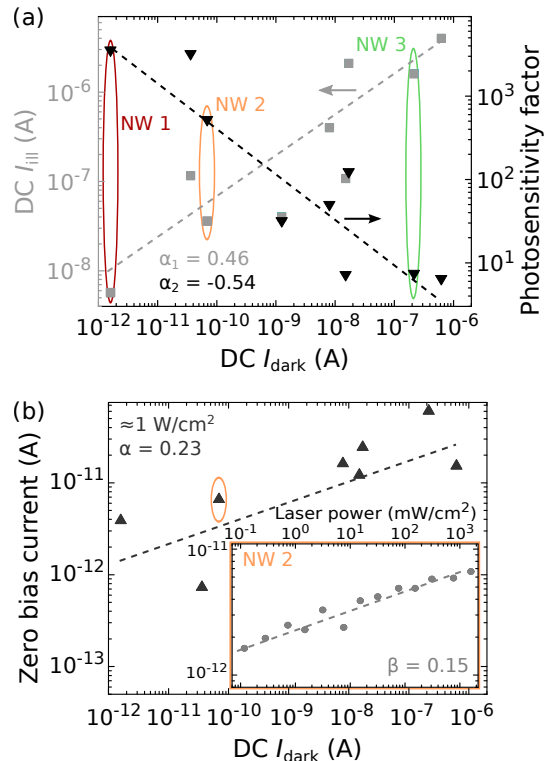 (a)
NW 1
NW 2
NW 3
10⁻⁶
10⁻⁷
10⁻⁸
DC I_ill (A)
10³
10²
10¹
Photosensitivity factor
α₁ = 0.46
α₂ = -0.54
10⁻¹² 10⁻¹¹ 10⁻¹⁰ 10⁻⁹ 10⁻⁸ 10⁻⁷ 10⁻⁶
DC I_dark (A)
(b)
≈1 W/cm²
α = 0.23
10⁻¹¹
10⁻¹²
10⁻¹³
Zero bias current (A)
Laser power (mW/cm²)
10⁻¹ 10⁰ 10¹ 10² 10³
10⁻¹¹
NW 2
10⁻¹²
β = 0.15
10⁻¹² 10⁻¹¹ 10⁻¹⁰ 10⁻⁹ 10⁻⁸ 10⁻⁷ 10⁻⁶
DC I_dark (A)